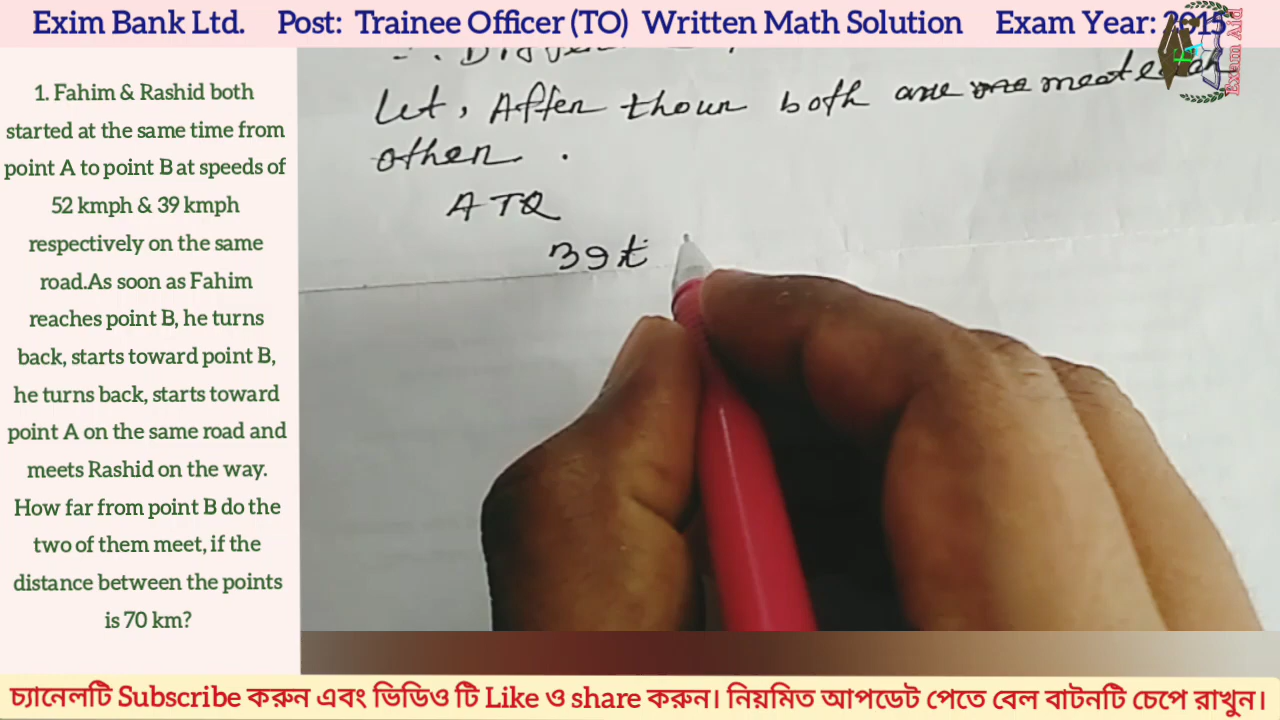 Exim Bank Ltd. Post: Trainee Officer (TO) Written Math Solution Exam Year: 2015
1. Fahim & Rashid both
started at the same time from
point A to point B at speeds of
52 kmph & 39 kmph
respectively on the same
road.As soon as Fahim
reaches point B, he turns
back, starts toward point B,
he turns back, starts toward
point A on the same road and
meets Rashid on the way.
How far from point B do the
two of them meet, if the
distance between the points
is 70 km?
Let, After t hour both are meet
other.
ATQ
39t
চ্যানেলটি Subscribe করুন এবং ভিডিও টি Like ও share করুন। নিয়মিত আপডেট পেতে বেল বাটনটি চেপে রাখুন।